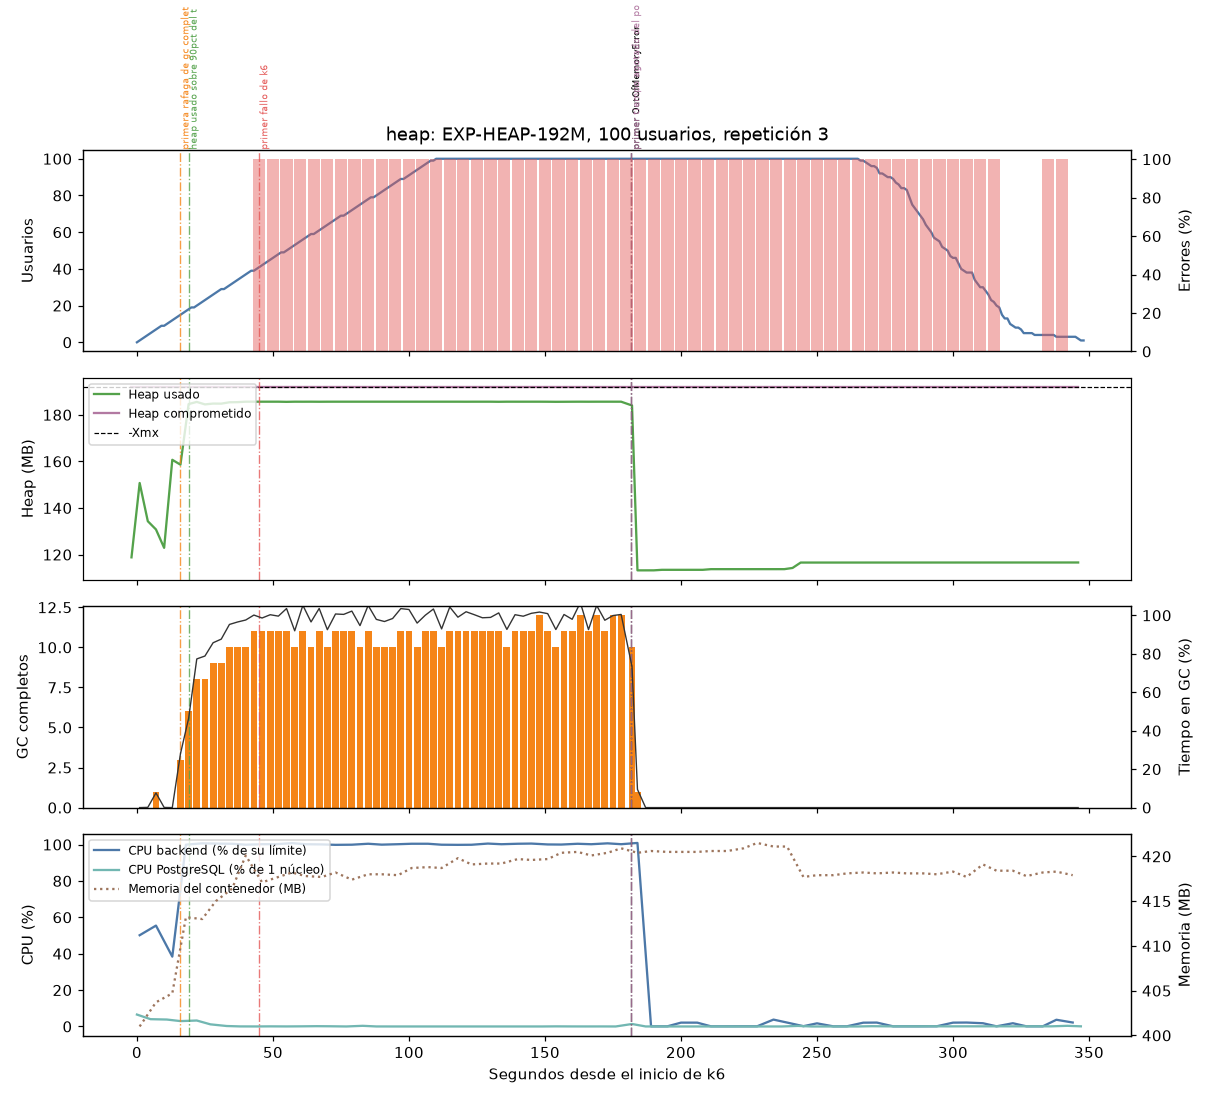 primera rafaga de gc complet
heap usado sobre 90pct del t
primer fallo de k6
primer OutOfMemoryError
heap: EXP-HEAP-192M, 100 usuarios, repetición 3
Usuarios
100
80
60
40
20
0
100
80
60
40
20
0
Errores (%)
Heap (MB)
180
160
140
120
Heap usado
Heap comprometido
-Xmx
GC completos
12.5
10.0
7.5
5.0
2.5
0.0
100
80
60
40
20
0
Tiempo en GC (%)
CPU (%)
100
80
60
40
20
0
CPU backend (% de su límite)
CPU PostgreSQL (% de 1 núcleo)
Memoria del contenedor (MB)
420
415
410
405
400
Memoria (MB)
0
50
100
150
200
250
300
350
Segundos desde el inicio de k6